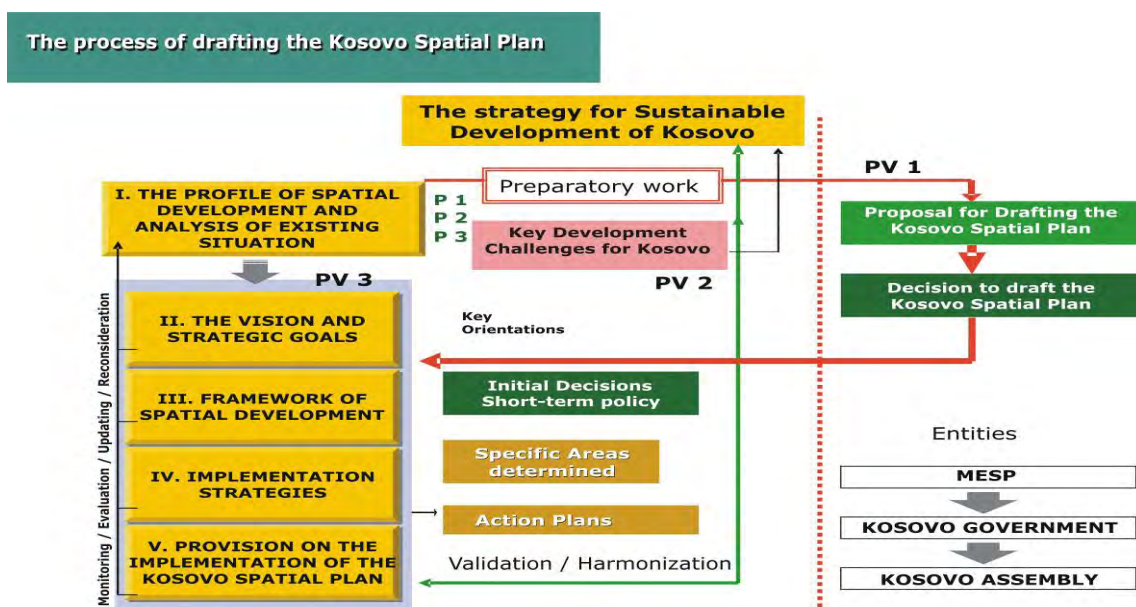 The process of drafting the Kosovo Spatial Plan
The strategy for Sustainable
Development of Kosovo
I. THE PROFILE OF SPATIAL
DEVELOPMENT AND
ANALYSIS OF EXISTING
SITUATION
P 1
P 2
P 3
Preparatory work
PV 1
Key Development
Challenges for Kosovo
Proposal for Drafting the
Kosovo Spatial Plan
PV 3
PV 2
Decision to draft the
Kosovo Spatial Plan
II. THE VISION AND
STRATEGIC GOALS
Key
Orientations
III. FRAMEWORK OF
SPATIAL DEVELOPMENT
Initial Decisions
Short-term policy
IV. IMPLEMENTATION
STRATEGIES
Specific Areas
determined
Action Plans
V. PROVISION ON THE
IMPLEMENTATION OF THE
KOSOVO SPATIAL PLAN
Validation / Harmonization
Monitoring / Evaluation / Updating / Reconsideration
Entities
MESP
KOSOVO GOVERNMENT
KOSOVO ASSEMBLY